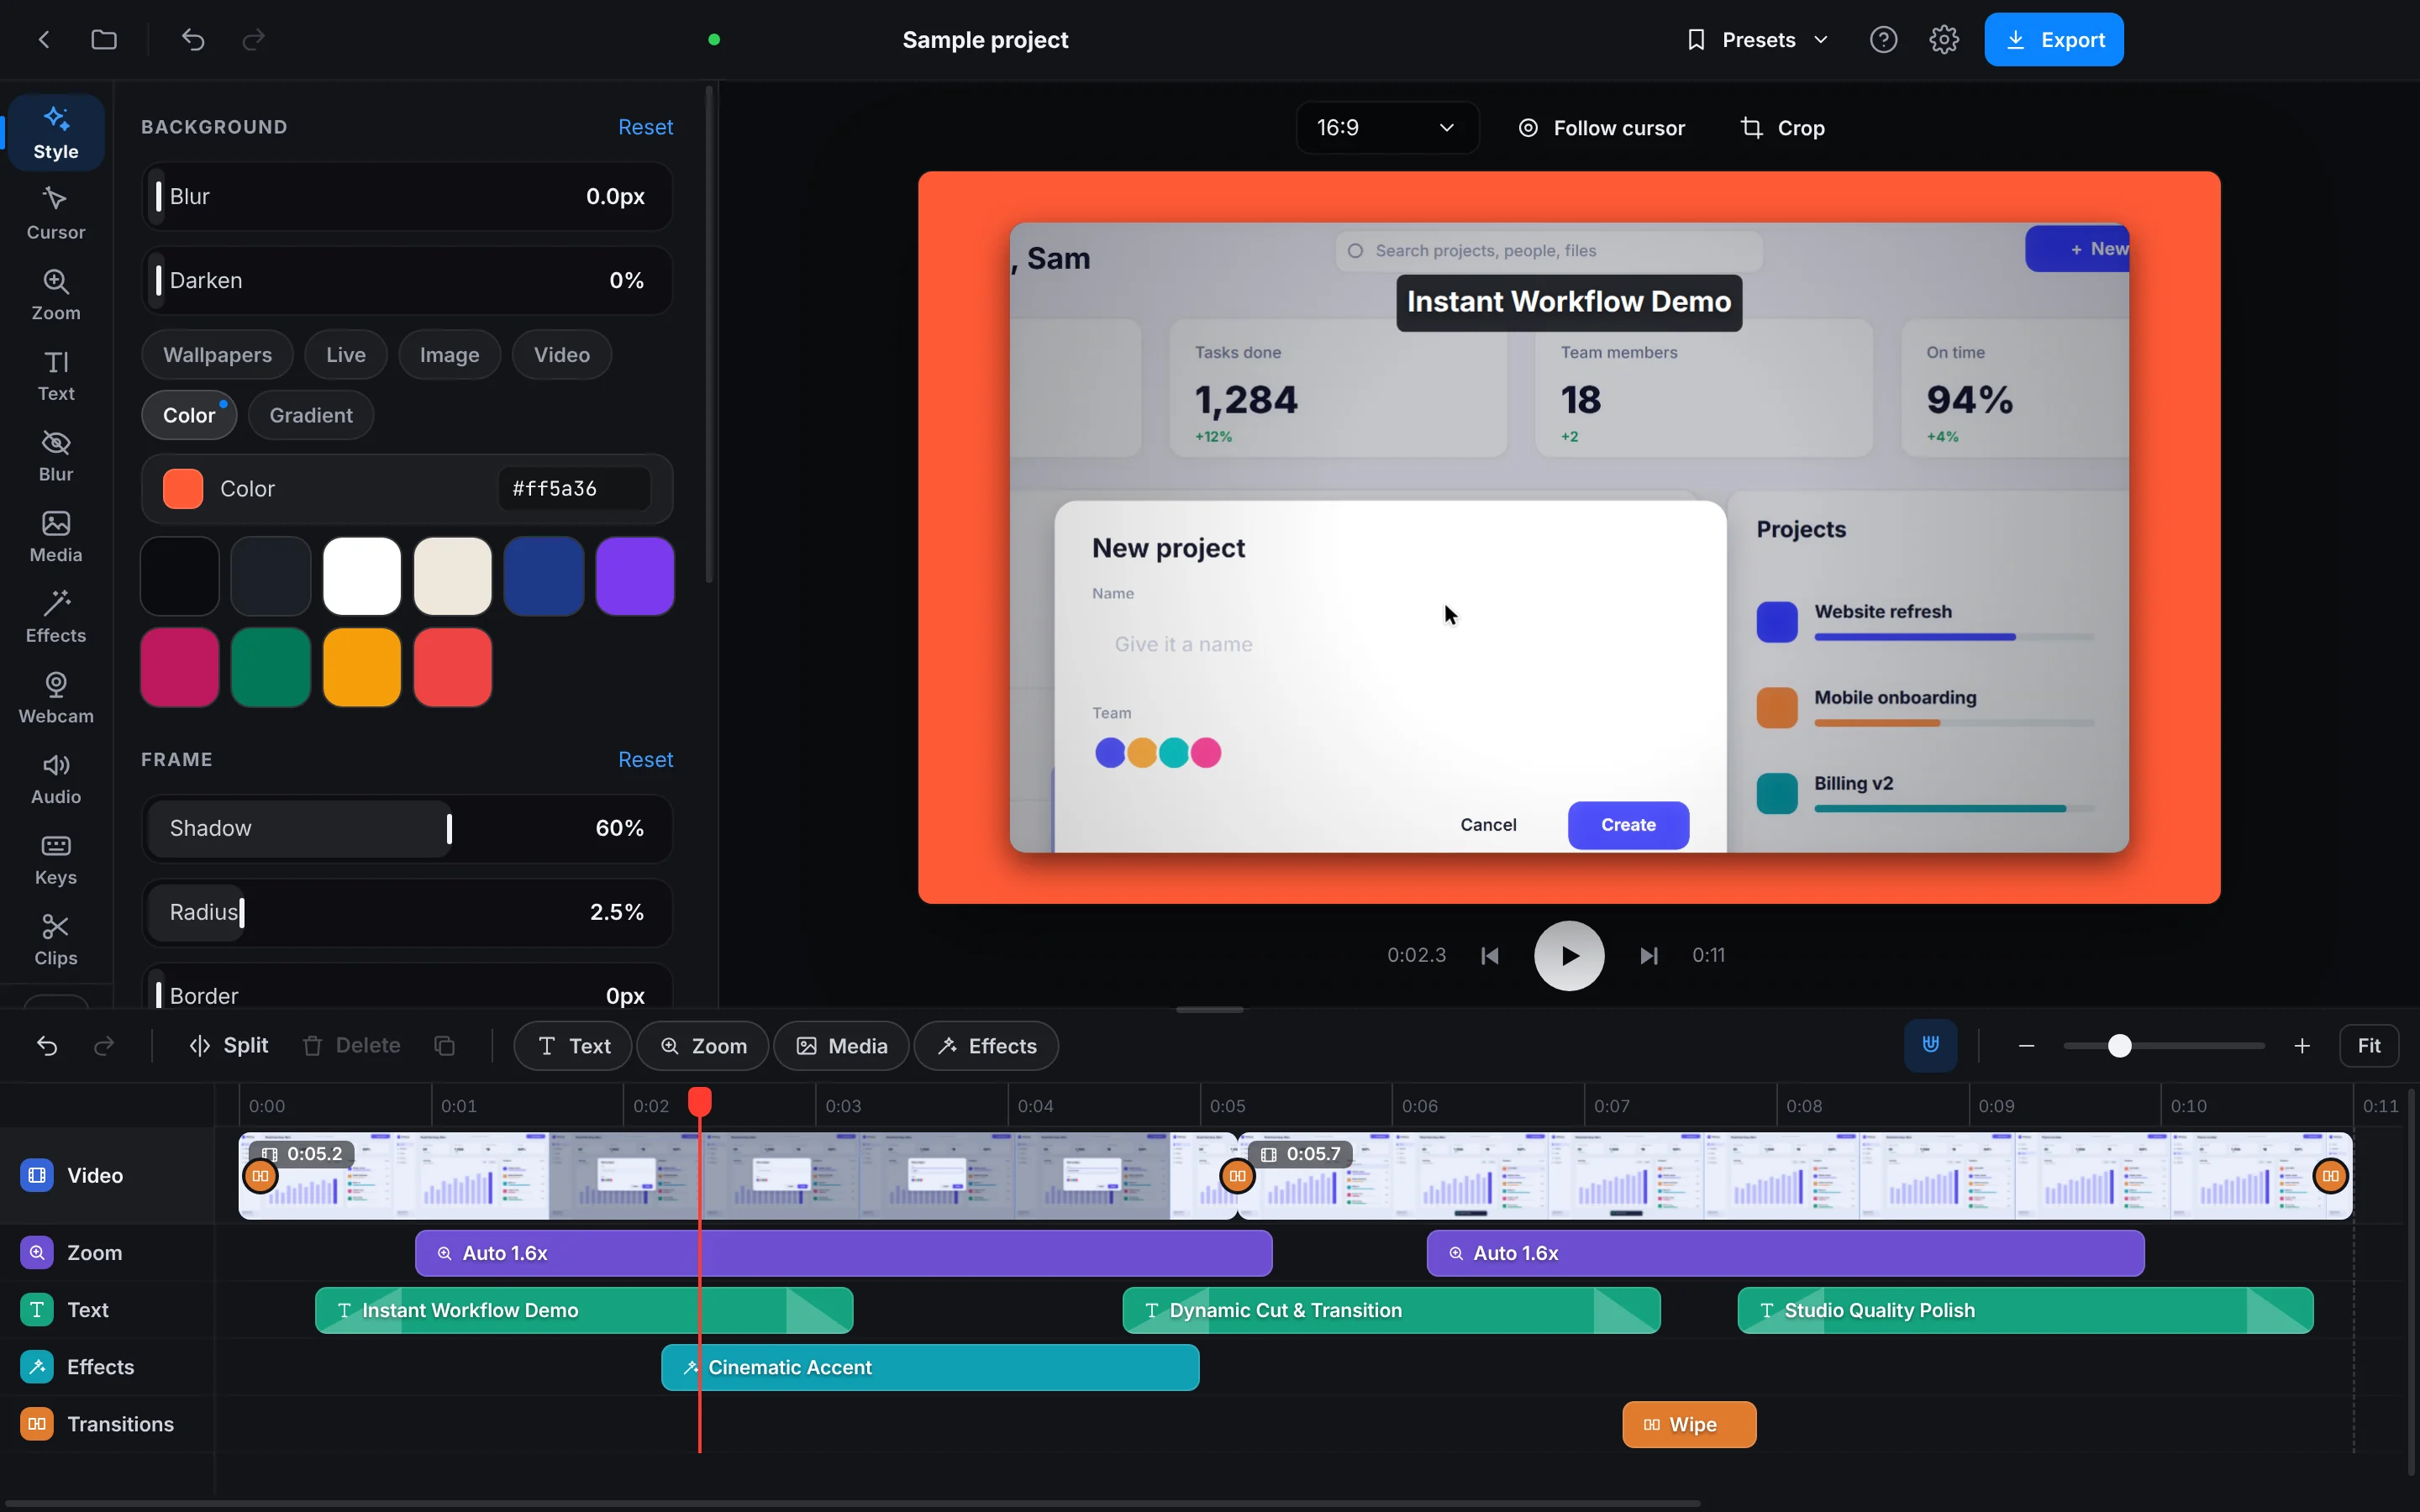 Sample project
Presets
Export
Style
Cursor
Zoom
Text
Blur
Media
Effects
Webcam
Audio
Keys
Clips
BACKGROUND
Reset
Blur
0.0px
Darken
0%
Wallpapers
Live
Image
Video
Color
Gradient
Color
#ff5a36
FRAME
Reset
Shadow
60%
Radius
2.5%
Border
0px
16:9
Follow cursor
Crop
, Sam
Search projects, people, files
+ New
Instant Workflow Demo
Tasks done
1,284
+12%
Team members
18
+2
On time
94%
+4%
New project
Name
Give it a name
Team
Cancel
Create
Projects
Website refresh
Mobile onboarding
Billing v2
0:02.3
0:11
Split
Delete
Text
Zoom
Media
Effects
Fit
0:00
0:01
0:02
0:03
0:04
0:05
0:06
0:07
0:08
0:09
0:10
0:11
Video
0:05.2
0:05.7
Zoom
Auto 1.6x
Auto 1.6x
Text
Instant Workflow Demo
Dynamic Cut & Transition
Studio Quality Polish
Effects
Cinematic Accent
Transitions
Wipe